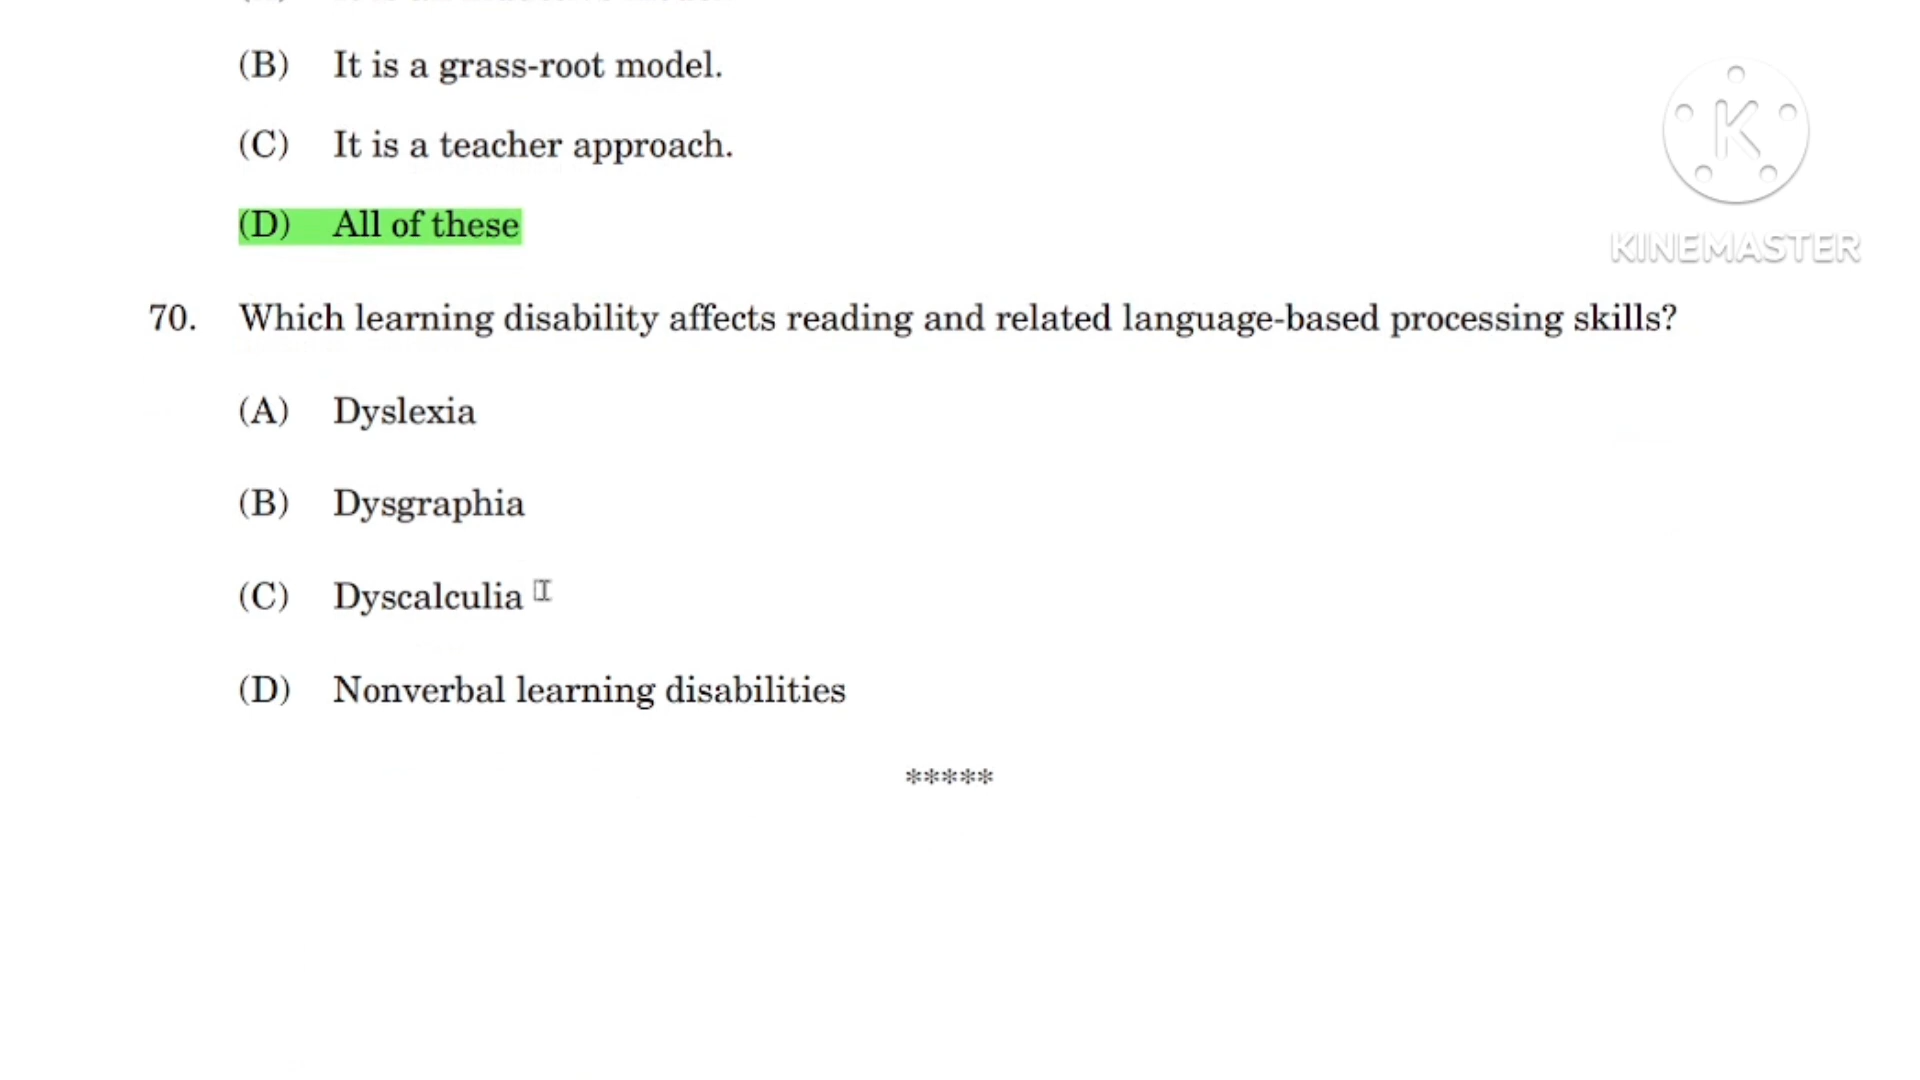 (B) It is a grass-root model.
(C) It is a teacher approach.
(D) All of these
70. Which learning disability affects reading and related language-based processing skills?
(A) Dyslexia
(B) Dysgraphia
(C) Dyscalculia
(D) Nonverbal learning disabilities
*****
K
KINEMASTER